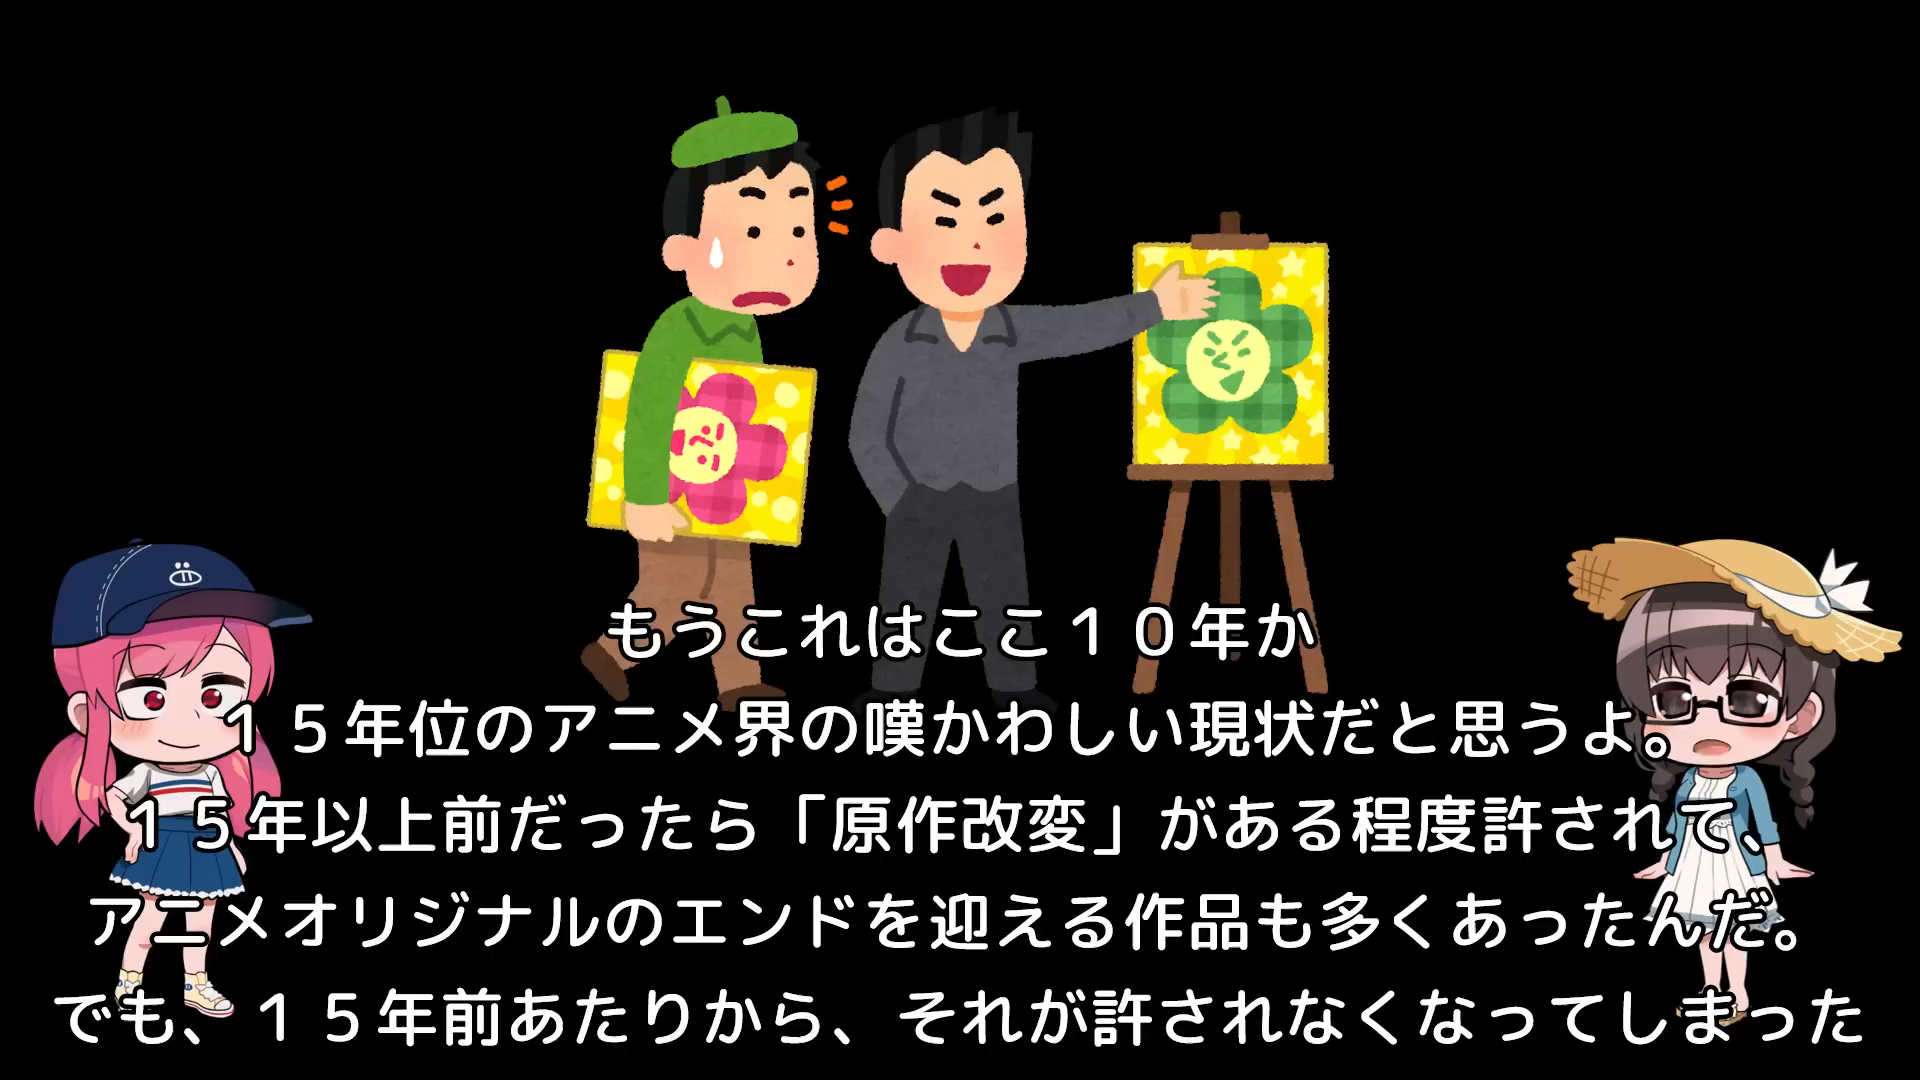 もうこれはここ１０年か
１５年位のアニメ界の嘆かわしい現状だと思うよ。
１５年以上前だったら「原作改変」がある程度許されて、
アニメオリジナルのエンドを迎える作品も多くあったんだ。
でも、１５年前あたりから、それが許されなくなってしまった